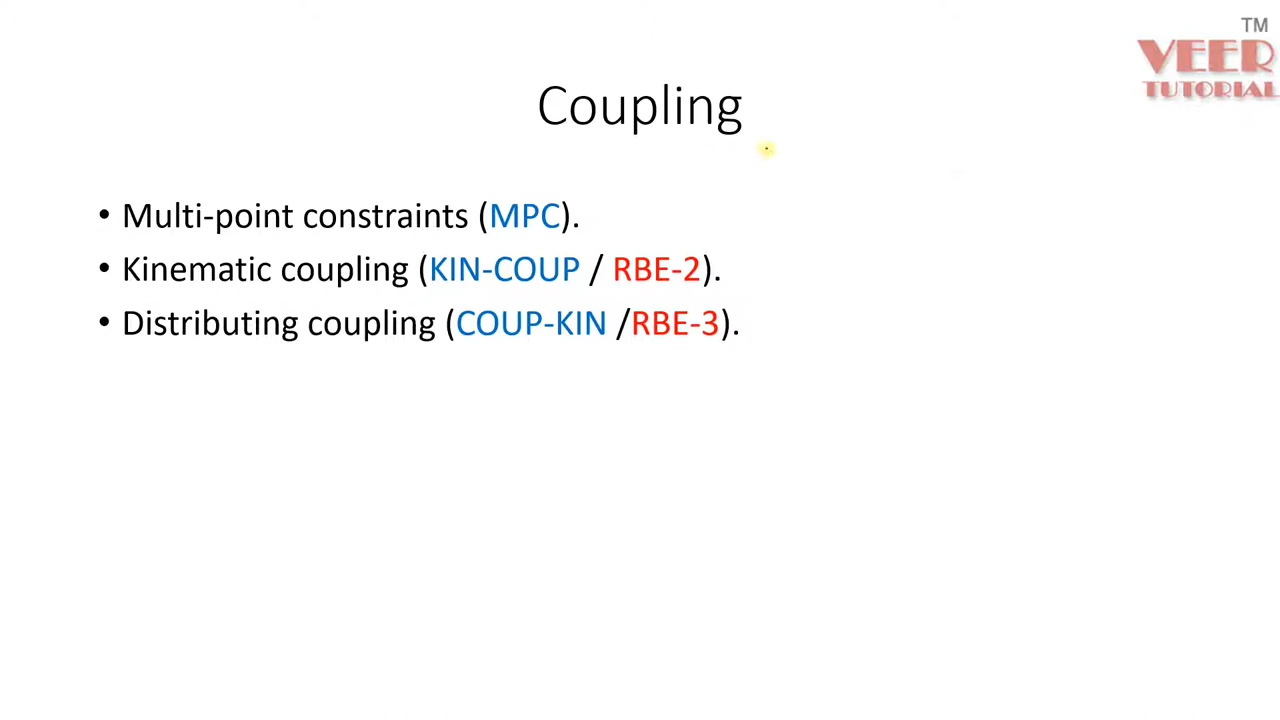 TM
VEER
TUTORIAL
Coupling
• Multi-point constraints (MPC).
• Kinematic coupling (KIN-COUP / RBE-2).
• Distributing coupling (COUP-KIN /RBE-3).